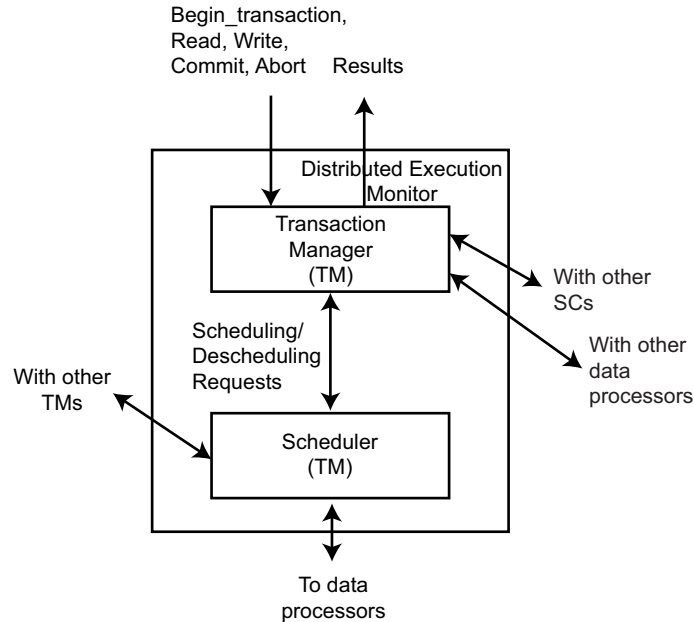 Begin_transaction,
Read, Write,
Commit, Abort
Results
Distributed Execution
Monitor
Transaction
Manager
(TM)
With other
SCs
Scheduling/
Descheduling
Requests
With other
data
processors
With other
TMs
Scheduler
(TM)
To data
processors